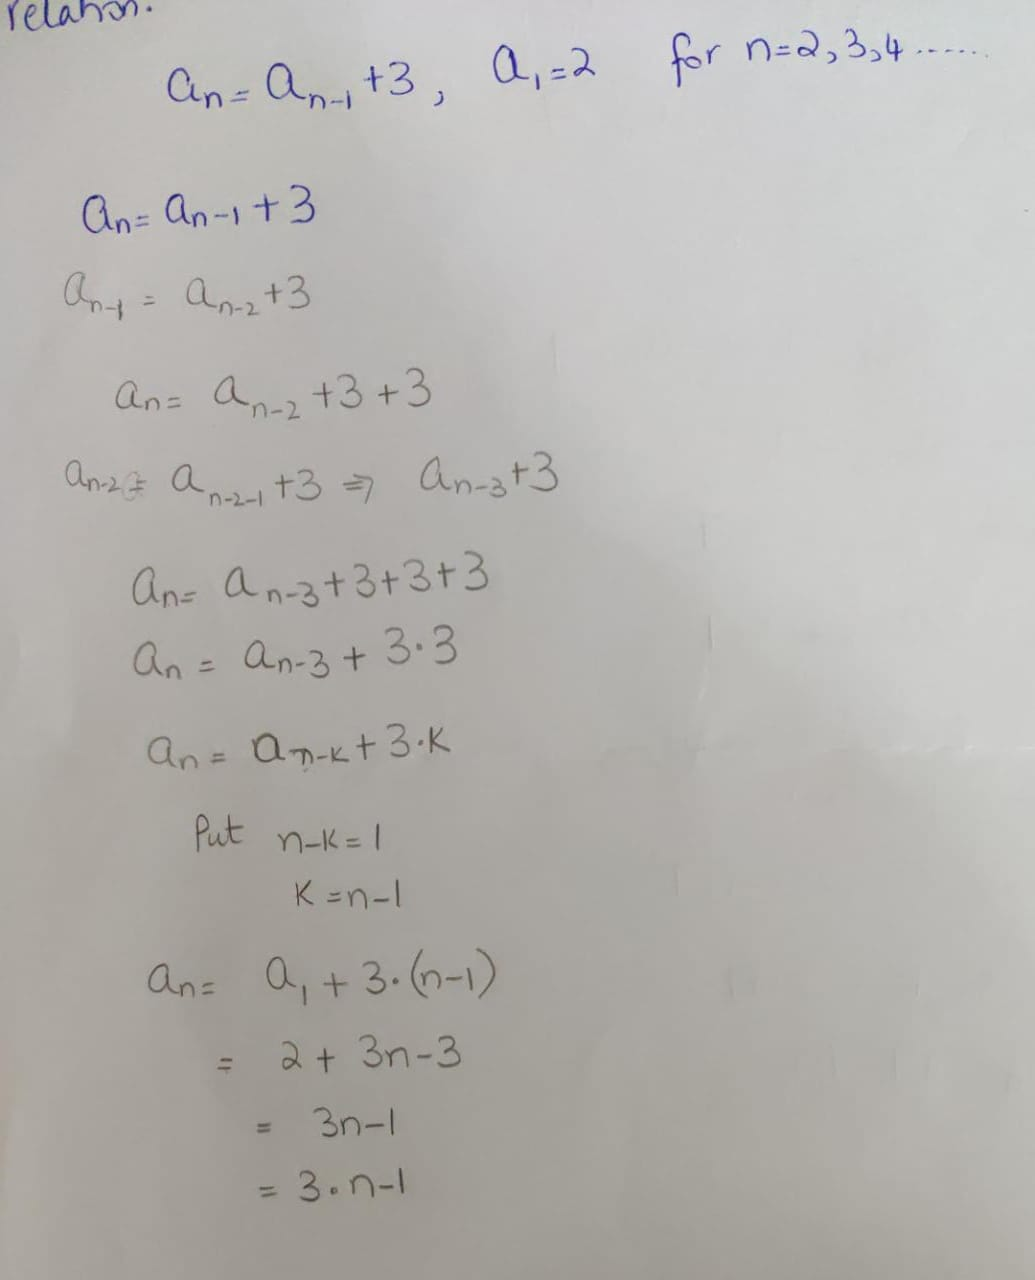 relation.
aₙ = aₙ₋₁ + 3, a₁ = 2 for n = 2, 3, 4 ......
aₙ = aₙ₋₁ + 3
aₙ₋₁ = aₙ₋₂ + 3
aₙ = aₙ₋₂ + 3 + 3
aₙ₋₂ = aₙ₋₂₋₁ + 3 ⇒ aₙ₋₃ + 3
aₙ = aₙ₋₃ + 3 + 3 + 3
aₙ = aₙ₋₃ + 3·3
aₙ = aₙ₋ₖ + 3·K
Put n-K = 1
K = n-1
aₙ = a₁ + 3·(n-1)
= 2 + 3n-3
= 3n-1
= 3·n-1